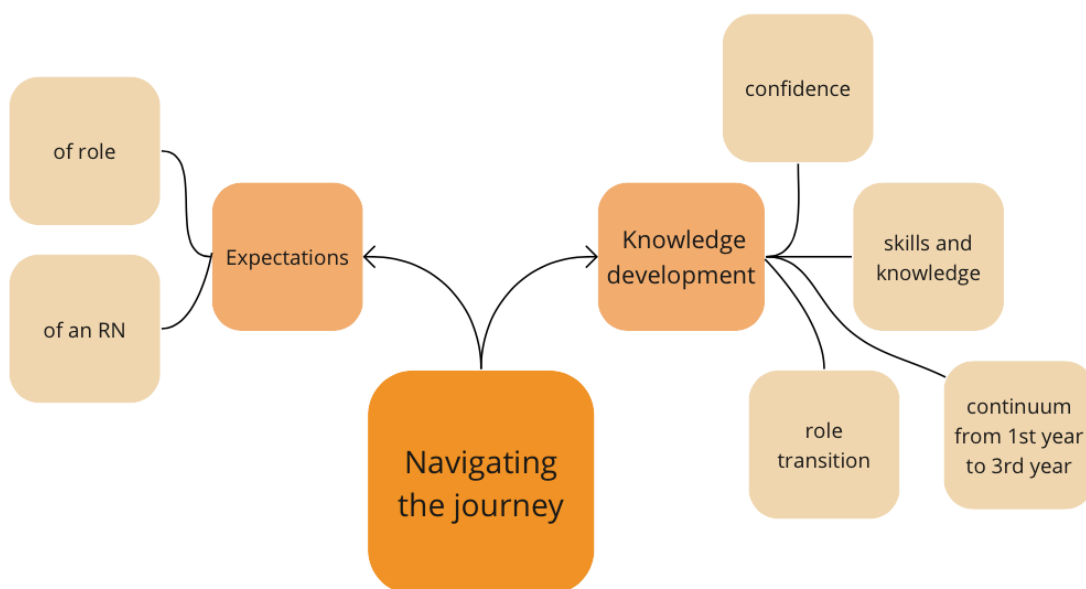 confidence
of role
Expectations
Knowledge
development
skills and
knowledge
of an RN
Navigating
the journey
role
transition
continuum
from 1st year
to 3rd year